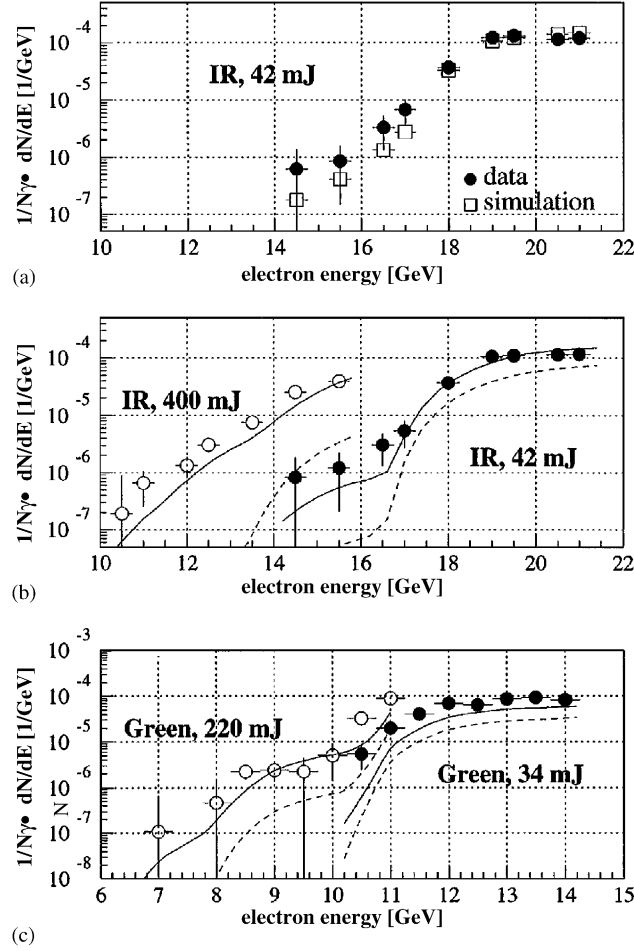 10 -4
10 -5
10 -6
10 -7
1/Nγ• dN/dE [1/GeV]
IR, 42 mJ
data
simulation
10 12 14 16 18 20 22
electron energy [GeV]
(a)
10 -4
10 -5
10 -6
10 -7
1/Nγ• dN/dE [1/GeV]
IR, 400 mJ
IR, 42 mJ
10 12 14 16 18 20 22
electron energy [GeV]
(b)
10 -3
10 -4
10 -5
10 -6
10 -7
10 -8
1/Nγ• dN/dE [1/GeV]
N
Green, 220 mJ
Green, 34 mJ
6 7 8 9 10 11 12 13 14 15
electron energy [GeV]
(c)